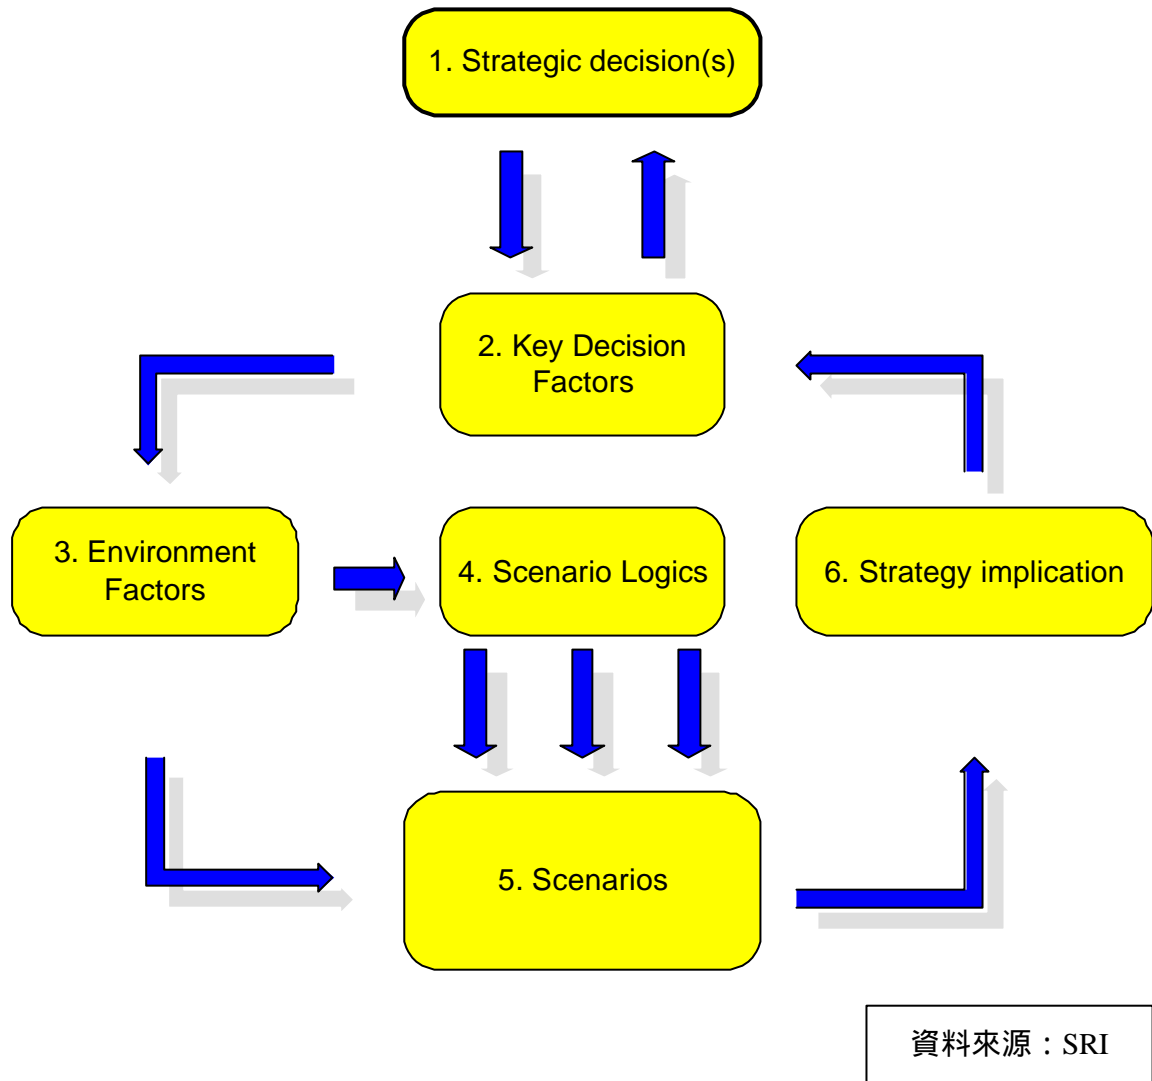 1. Strategic decision(s)
2. Key Decision
Factors
3. Environment
Factors
4. Scenario Logics
6. Strategy implication
5. Scenarios
資料來源：SRI